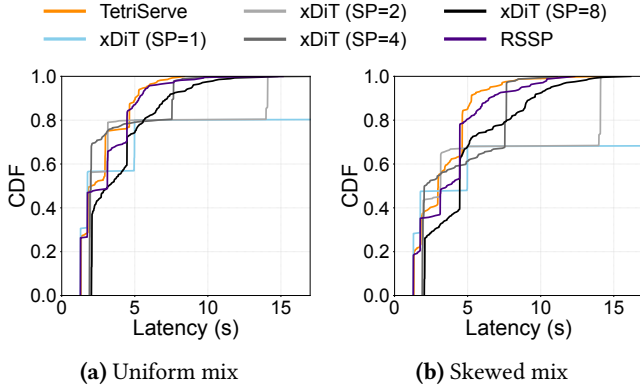 TetriServe xDiT (SP=2) xDiT (SP=8)
xDiT (SP=1) xDiT (SP=4) RSSP
1.0 1.0
0.8 0.8
0.6 0.6
CDF CDF
0.4 0.4
0.2 0.2
0.0 0.0
0 5 10 15 0 5 10 15
Latency (s) Latency (s)
(a) Uniform mix (b) Skewed mix